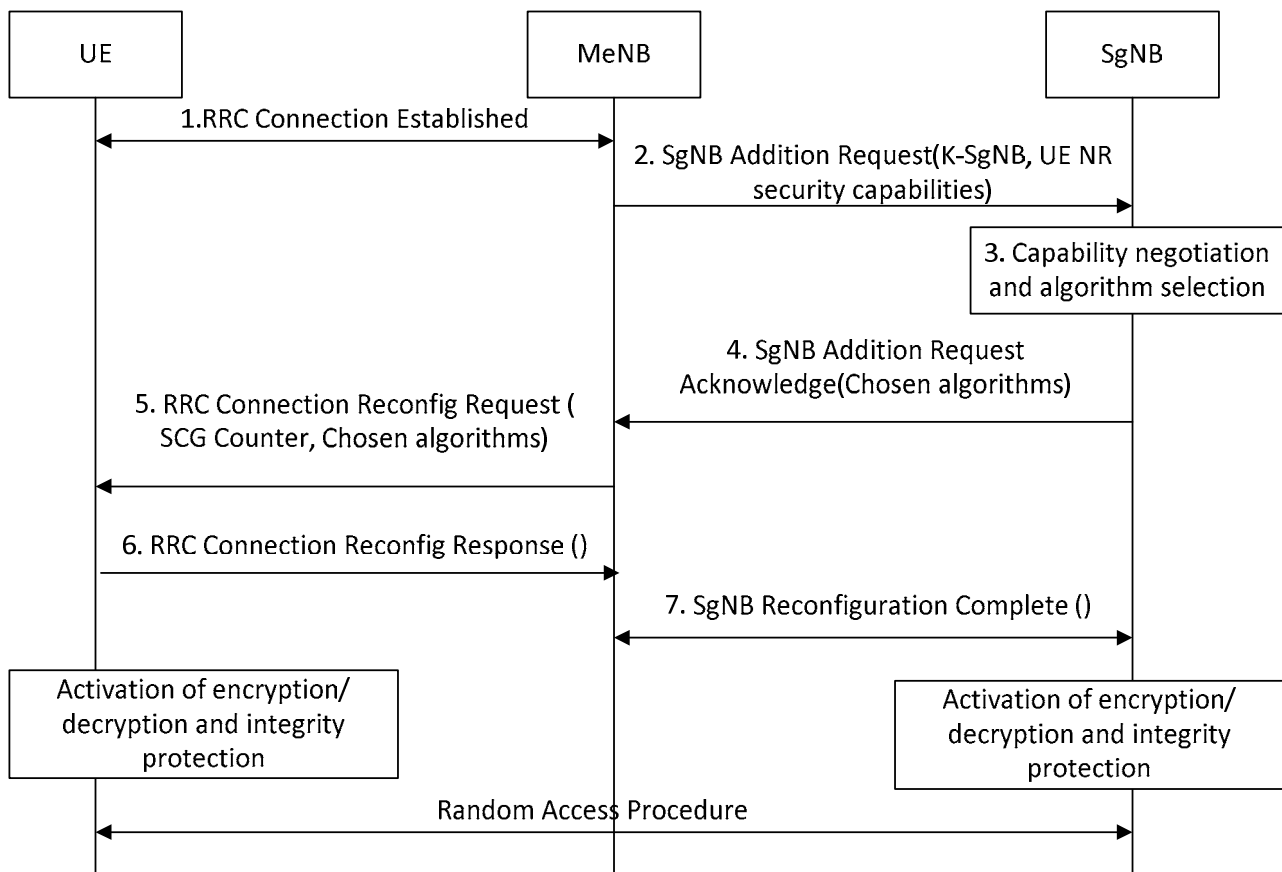 UE
MeNB
SgNB
1.RRC Connection Established
2. SgNB Addition Request(K-SgNB, UE NR
security capabilities)
3. Capability negotiation
and algorithm selection
4. SgNB Addition Request
Acknowledge(Chosen algorithms)
5. RRC Connection Reconfig Request (
SCG Counter, Chosen algorithms)
6. RRC Connection Reconfig Response ()
7. SgNB Reconfiguration Complete ()
Activation of encryption/
decryption and integrity
protection
Activation of encryption/
decryption and integrity
protection
Random Access Procedure